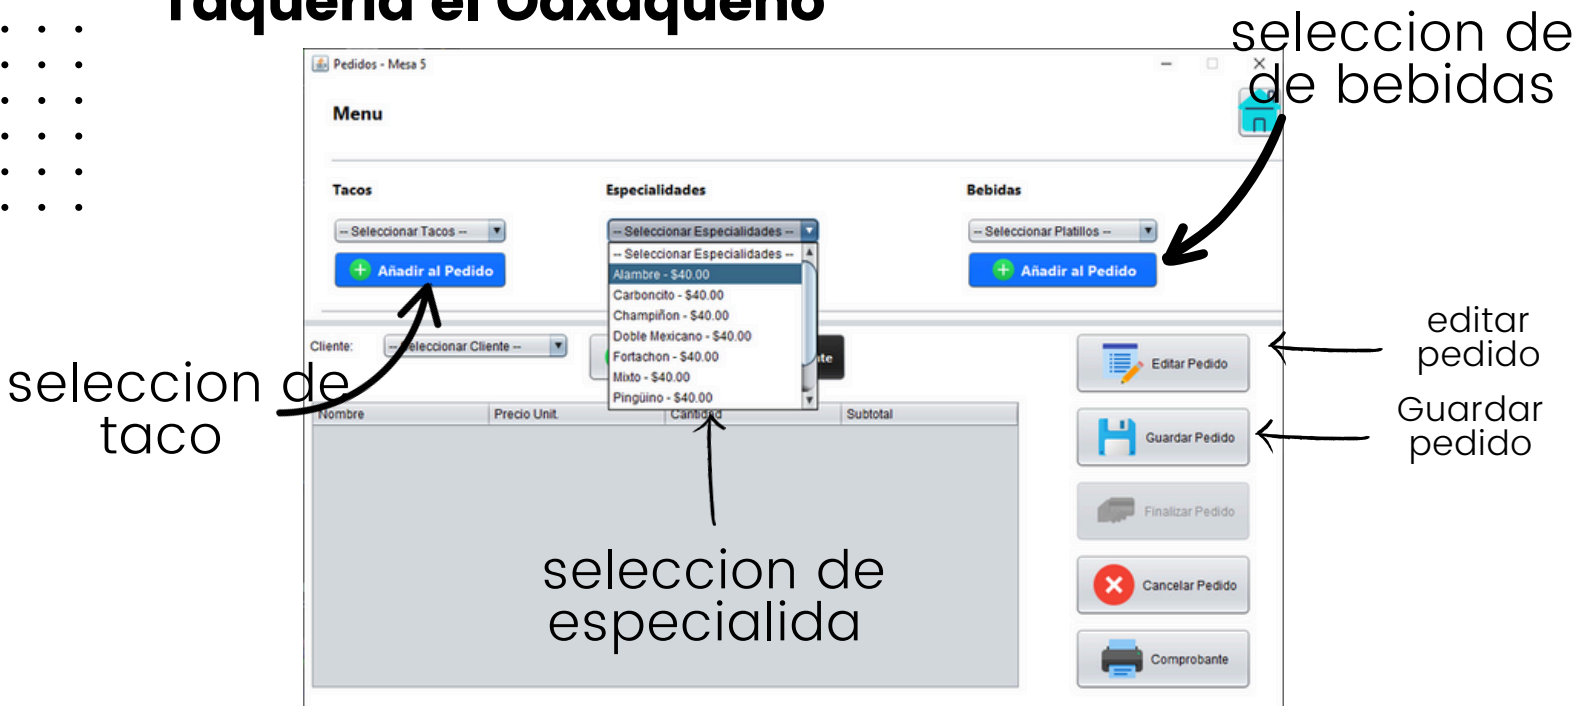 Taqueria el Oaxaqueño
seleccion de
de bebidas
Pedidos - Mesa 5
Menu
Tacos
Especialidades
Bebidas
-- Seleccionar Tacos --
-- Seleccionar Especialidades --
-- Seleccionar Platillos --
-- Seleccionar Especialidades --
Añadir al Pedido
Alambre - $40.00
Añadir al Pedido
Carboncito - $40.00
Champiñon - $40.00
Doble Mexicano - $40.00
Fortachon - $40.00
Mixto - $40.00
Pingüino - $40.00
Cliente:
-- Seleccionar Cliente --
Editar Pedido
editar
pedido
seleccion de
taco
Nombre
Precio Unit.
Cantidad
Subtotal
Guardar Pedido
Guardar
pedido
Finalizar Pedido
seleccion de
especialida
Cancelar Pedido
Comprobante